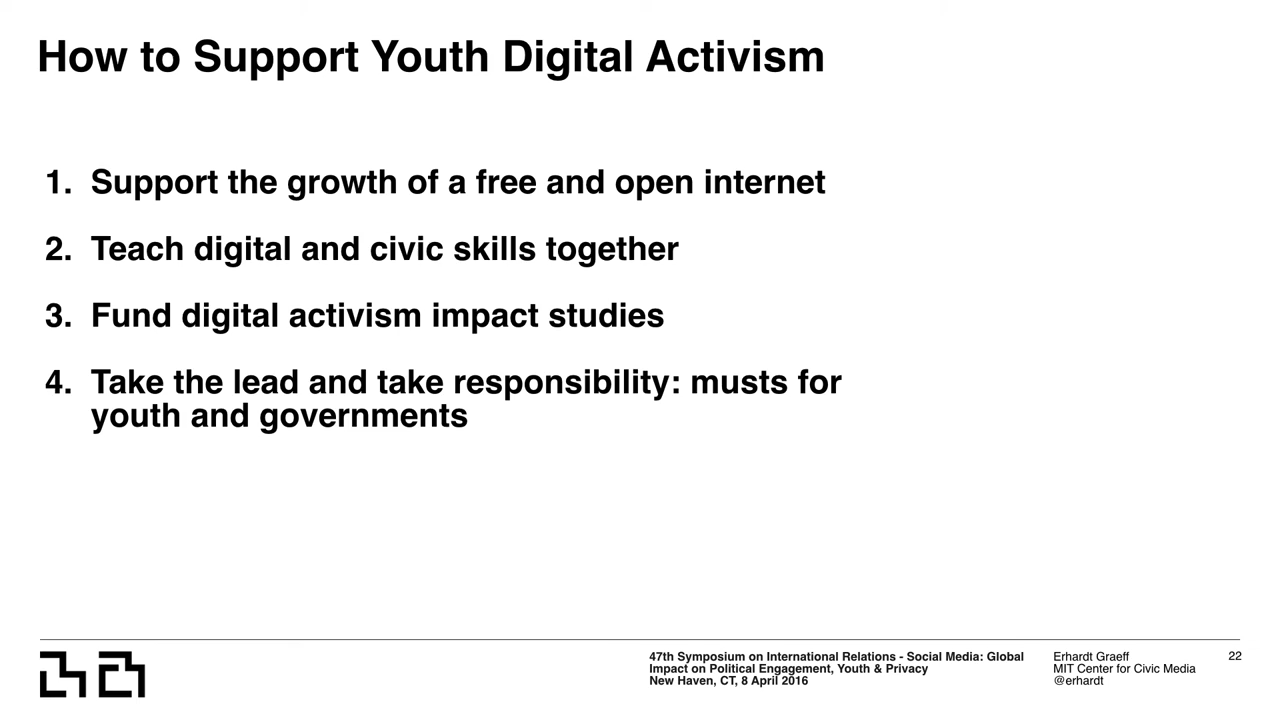 How to Support Youth Digital Activism
1. Support the growth of a free and open internet
2. Teach digital and civic skills together
3. Fund digital activism impact studies
4. Take the lead and take responsibility: musts for
youth and governments
47th Symposium on International Relations - Social Media: Global
Impact on Political Engagement, Youth & Privacy
New Haven, CT, 8 April 2016
Erhardt Graeff
MIT Center for Civic Media
@erhardt
22